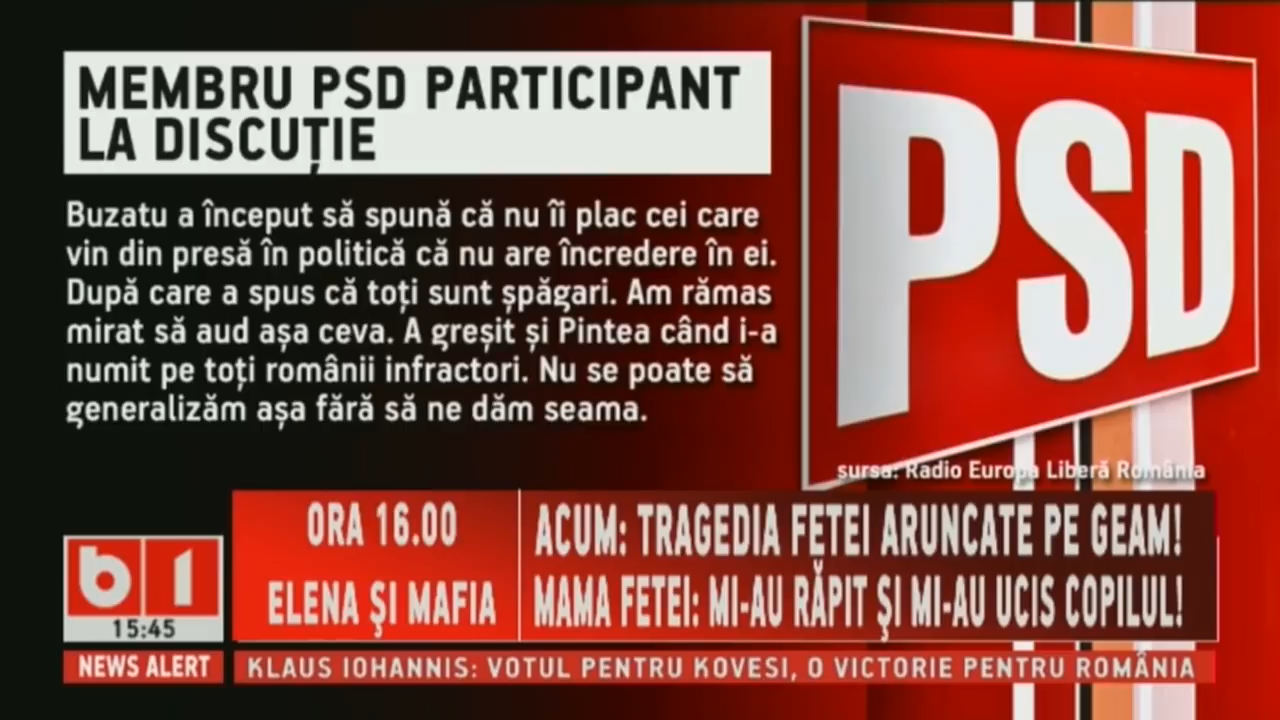 MEMBRU PSD PARTICIPANT
LA DISCUȚIE
Buzatu a început să spună că nu îi plac cei care
vin din presă în politică că nu are încredere în ei.
După care a spus că toți sunt șpăgari. Am rămas
mirat să aud așa ceva. A greșit și Pintea când i-a
numit pe toți românii infractori. Nu se poate să
generalizăm așa fără să ne dăm seama.
PSD
sursa: Radio Europa Liberă România
ORA 16.00
ELENA ŞI MAFIA
ACUM: TRAGEDIA FETEI ARUNCATE PE GEAM!
MAMA FETEI: MI-AU RĂPIT ŞI MI-AU UCIS COPILUL!
b1
15:45
NEWS ALERT
KLAUS IOHANNIS: VOTUL PENTRU KOVESI, O VICTORIE PENTRU ROMÂNIA